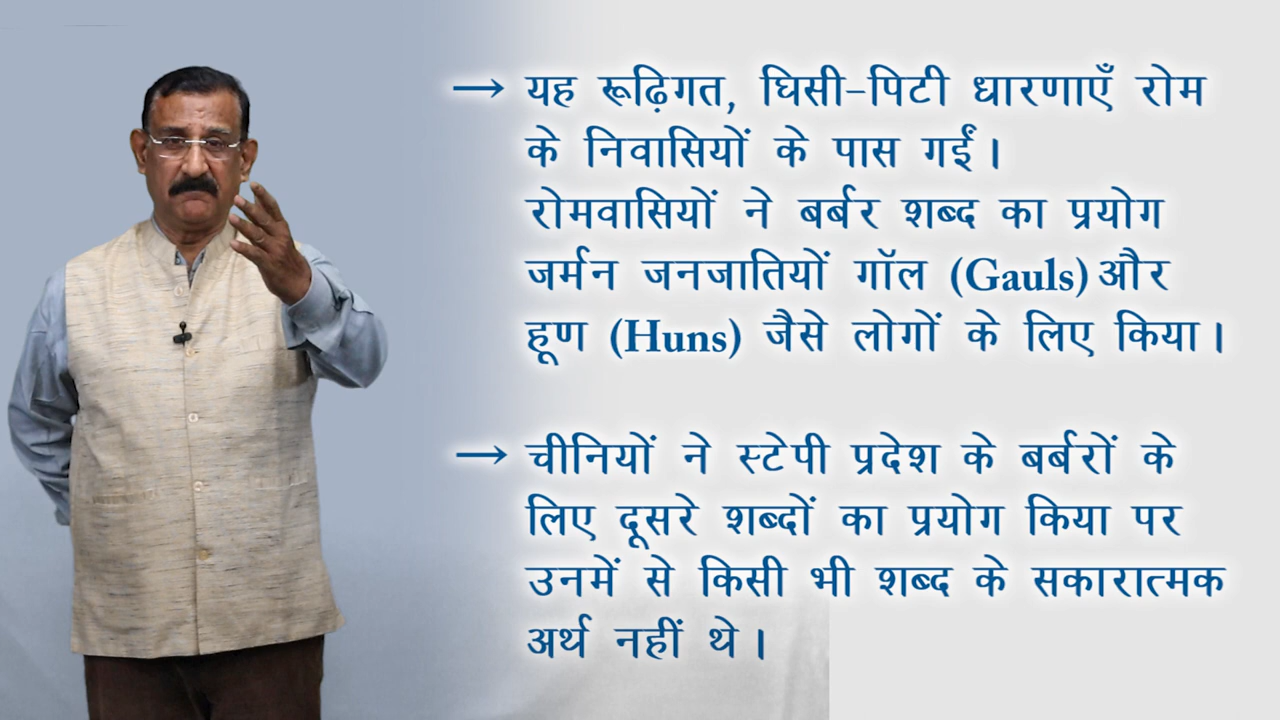 → यह रूढ़िगत, घिसी-पिटी धारणाएँ रोम
के निवासियों के पास गईं।
रोमवासियों ने बर्बर शब्द का प्रयोग
जर्मन जनजातियों गॉल (Gauls) और
हूण (Huns) जैसे लोगों के लिए किया।
→ चीनियों ने स्टेपी प्रदेश के बर्बरों के
लिए दूसरे शब्दों का प्रयोग किया पर
उनमें से किसी भी शब्द के सकारात्मक
अर्थ नहीं थे।